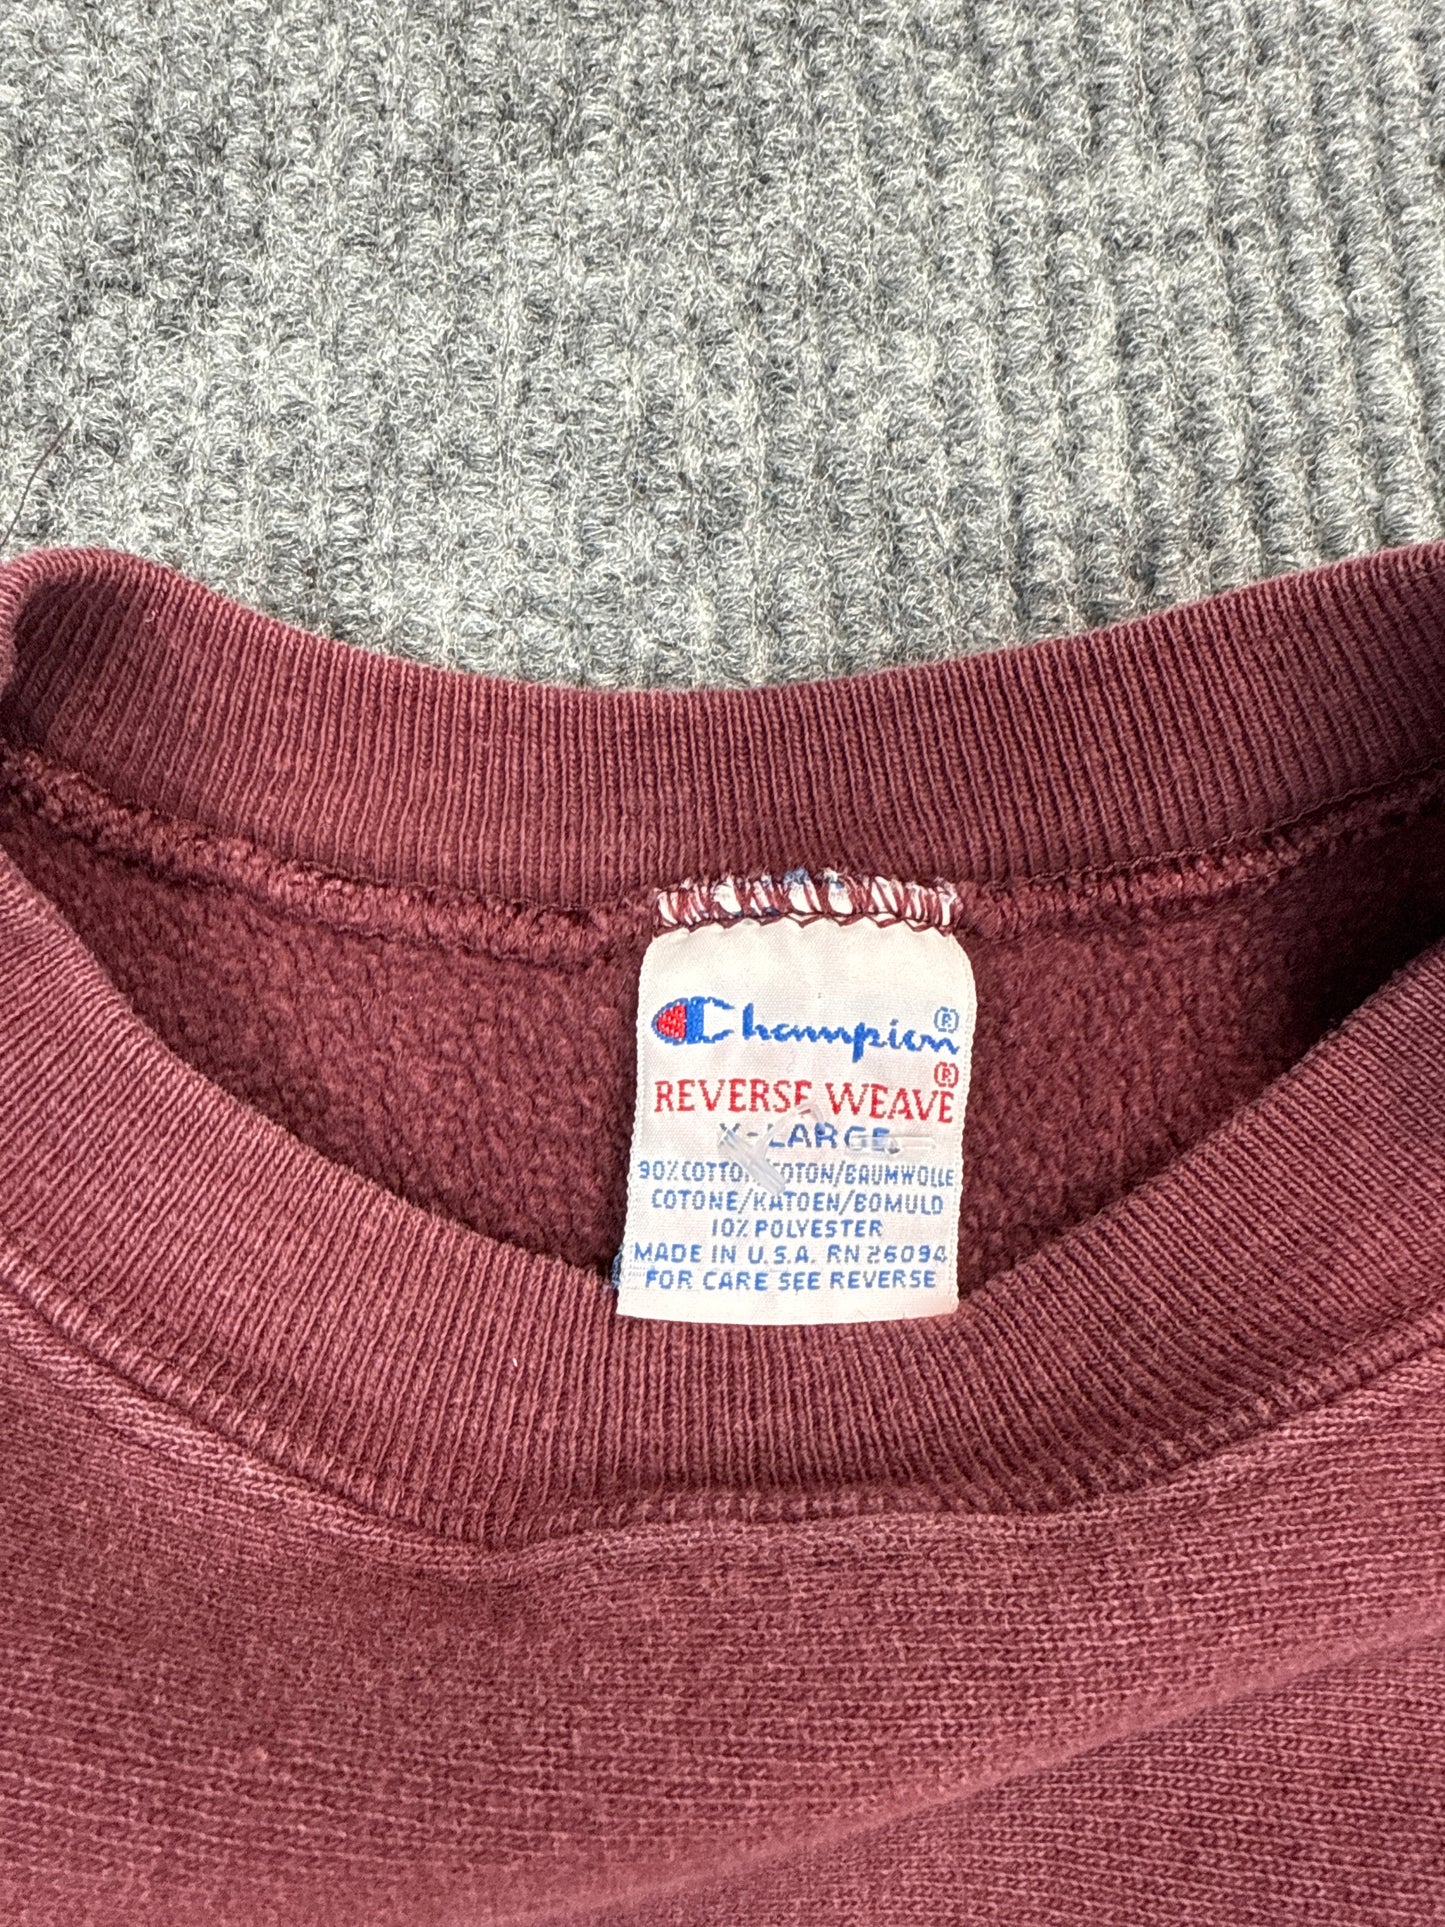 Champion®
REVERSE WEAVE®
X-LARGE
90% COTTON/COTON/BAUMWOLLE
COTONE/KATOEN/BOMULD
10% POLYESTER
MADE IN U.S.A. RN 26094
FOR CARE SEE REVERSE